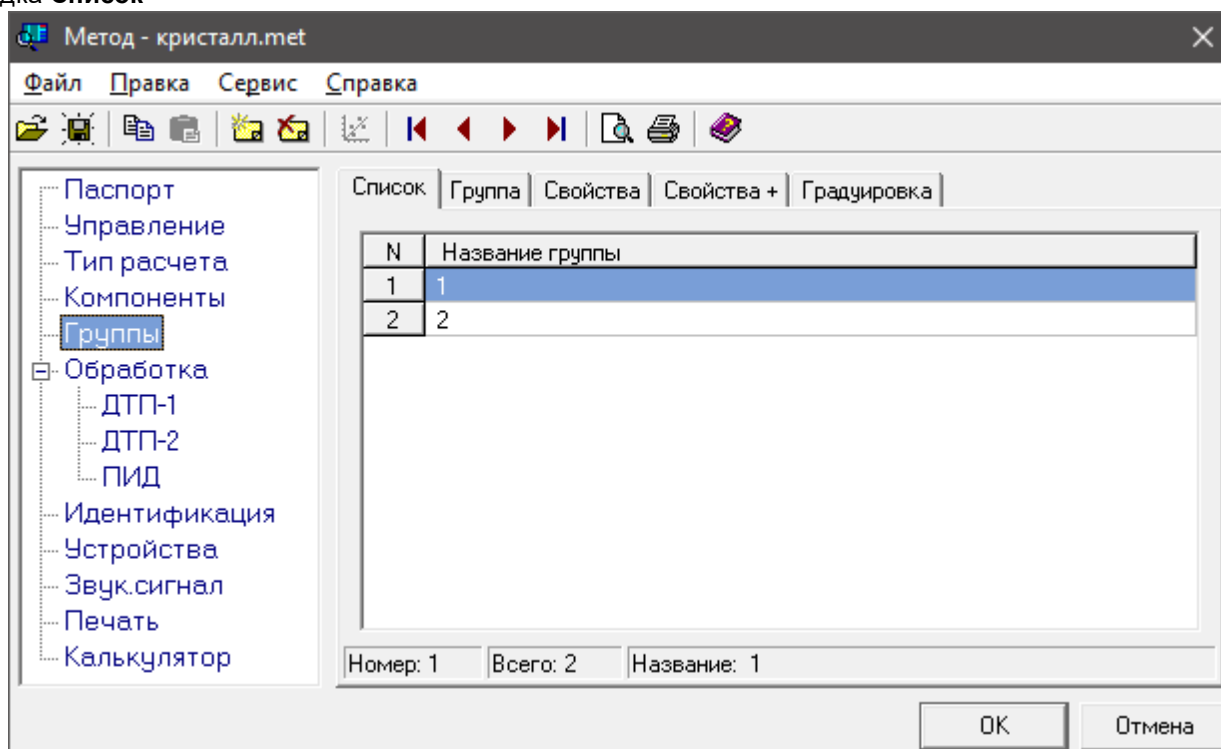 Список
Метод - кристалл.met
Файл Правка Сервис Справка
Паспорт
Управление
Тип расчета
Компоненты
Группы
Обработка
ДТП-1
ДТП-2
ПИД
Идентификация
Устройства
Звук.сигнал
Печать
Калькулятор
Список Группа Свойства Свойства + Градуировка
N Название группы
1 1
2 2
Номер: 1 Всего: 2 Название: 1
OK Отмена